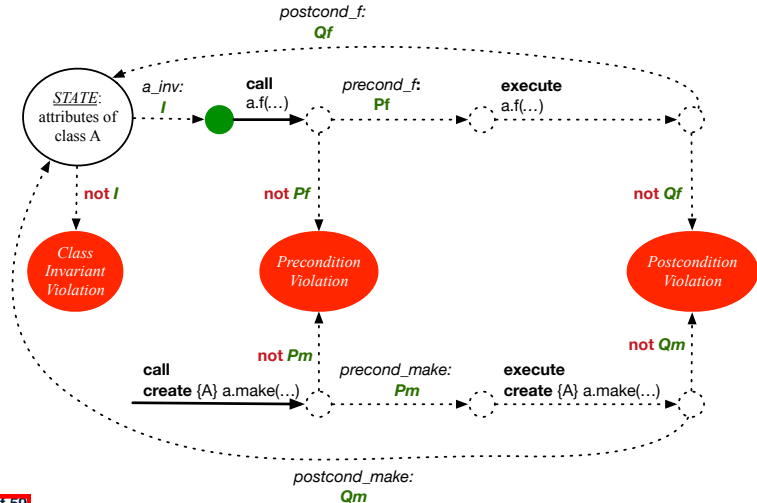 postcond_f:
Qf
STATE:
attributes of
class A
a_inv:
I
call
a.f(…)
precond_f:
Pf
execute
a.f(…)
not I
not Pf
not Qf
Class
Invariant
Violation
Precondition
Violation
Postcondition
Violation
not Pm
not Qm
call
create {A} a.make(…)
precond_make:
Pm
execute
create {A} a.make(…)
postcond_make:
Qm